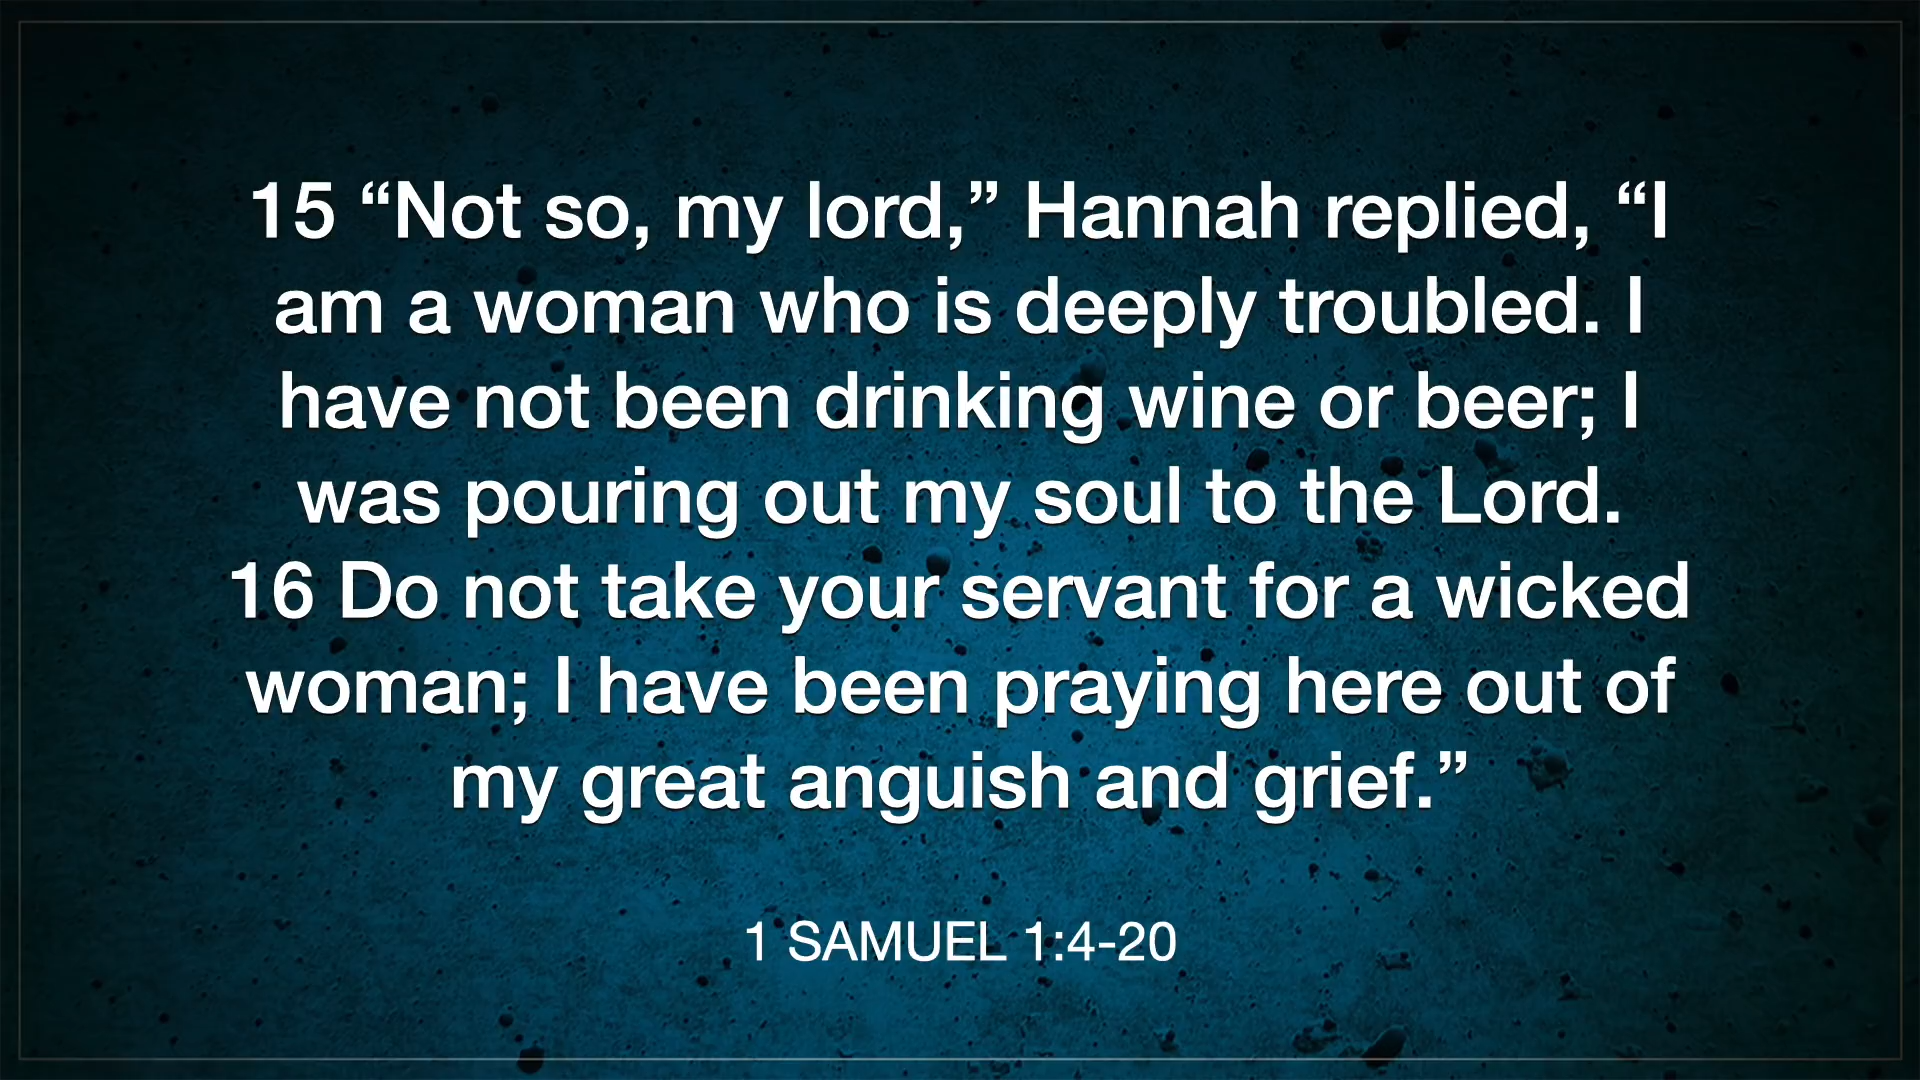 15 “Not so, my lord,” Hannah replied, “I
am a woman who is deeply troubled. I
have not been drinking wine or beer; I
was pouring out my soul to the Lord.
16 Do not take your servant for a wicked
woman; I have been praying here out of
my great anguish and grief.”
1 SAMUEL 1:4-20